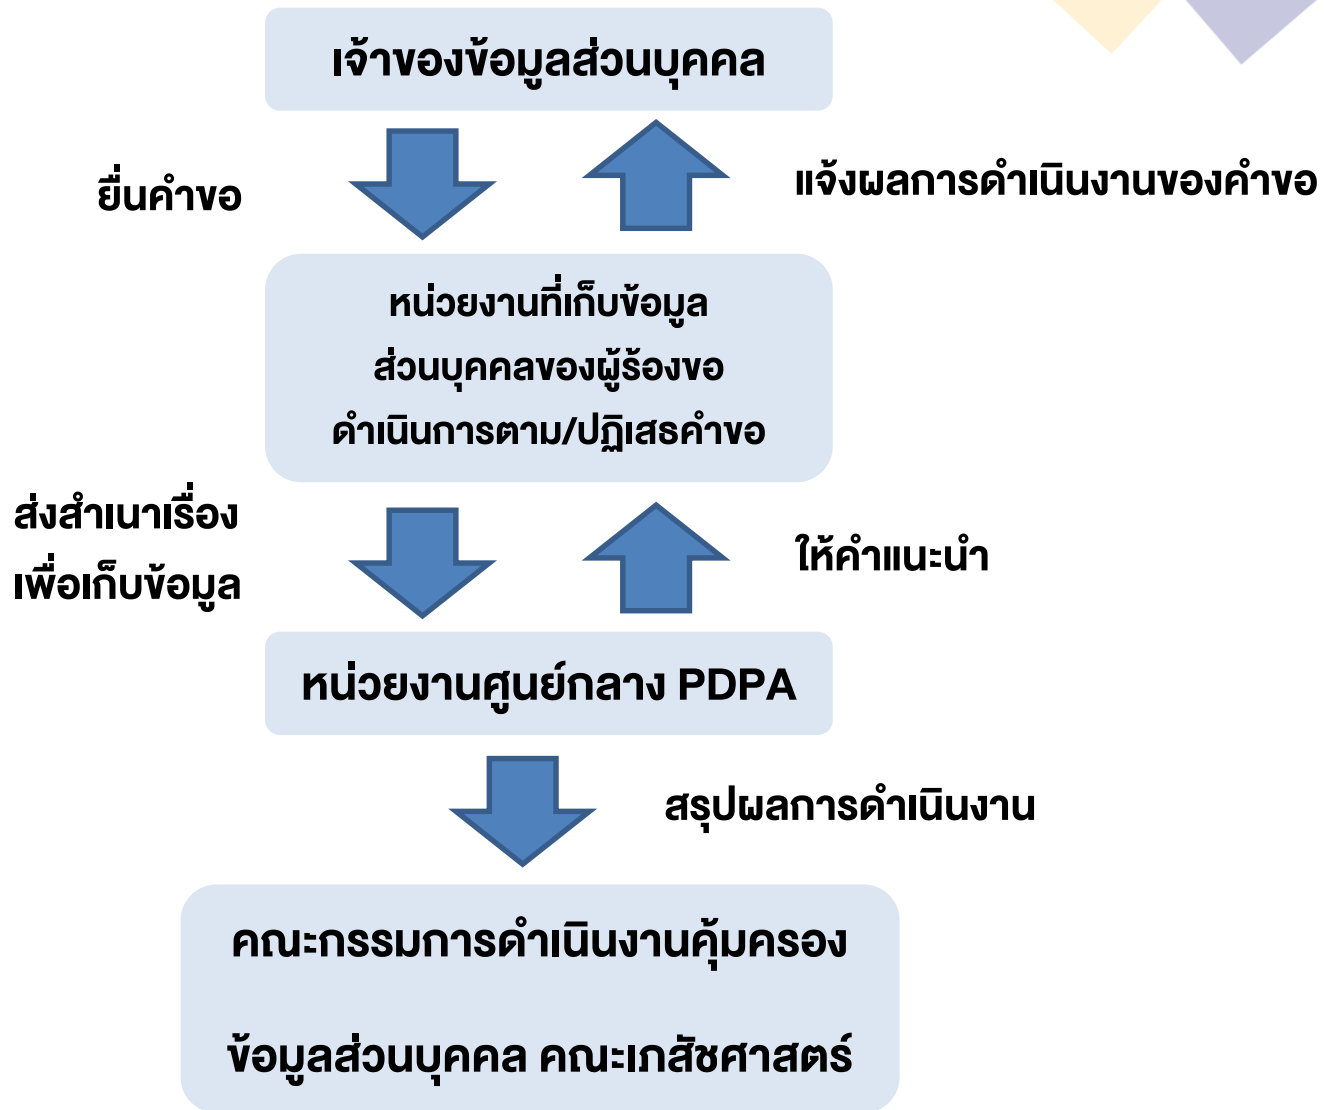 เจ้าของข้อมูลส่วนบุคคล
ยื่นคำขอ
แจ้งผลการดำเนินงานของคำขอ
หน่วยงานที่เก็บข้อมูล
ส่วนบุคคลของผู้ร้องขอ
ดำเนินการตาม/ปฏิเสธคำขอ
ส่งสำเนาเรื่อง
เพื่อเก็บข้อมูล
ให้คำแนะนำ
หน่วยงานศูนย์กลาง PDPA
สรุปผลการดำเนินงาน
คณะกรรมการดำเนินงานคุ้มครอง
ข้อมูลส่วนบุคคล คณะเภสัชศาสตร์